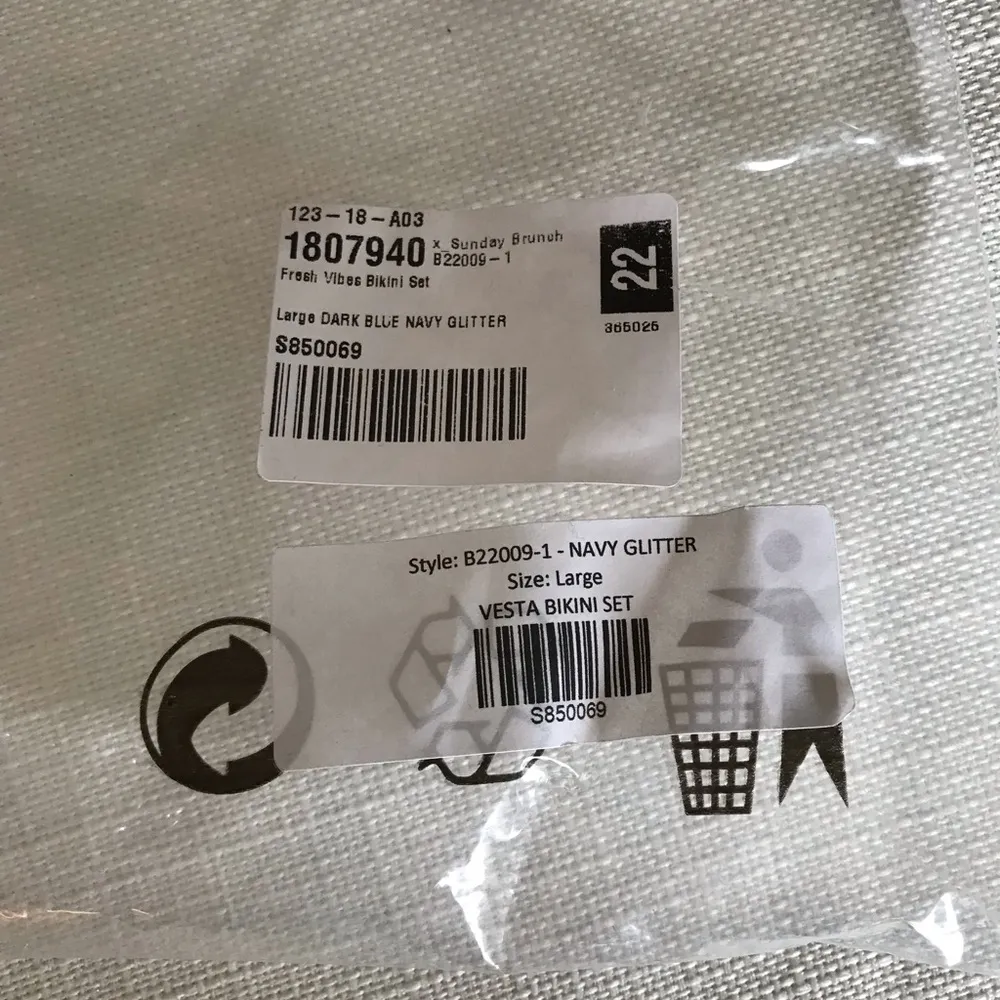 123-18-A03
1807940 x_Sunday Brunch
B22009-1
Fresh Vibes Bikini Set
22
Large DARK BLUE NAVY GLITTER
365025
S850069
Style: B22009-1 - NAVY GLITTER
Size: Large
VESTA BIKINI SET
S850069